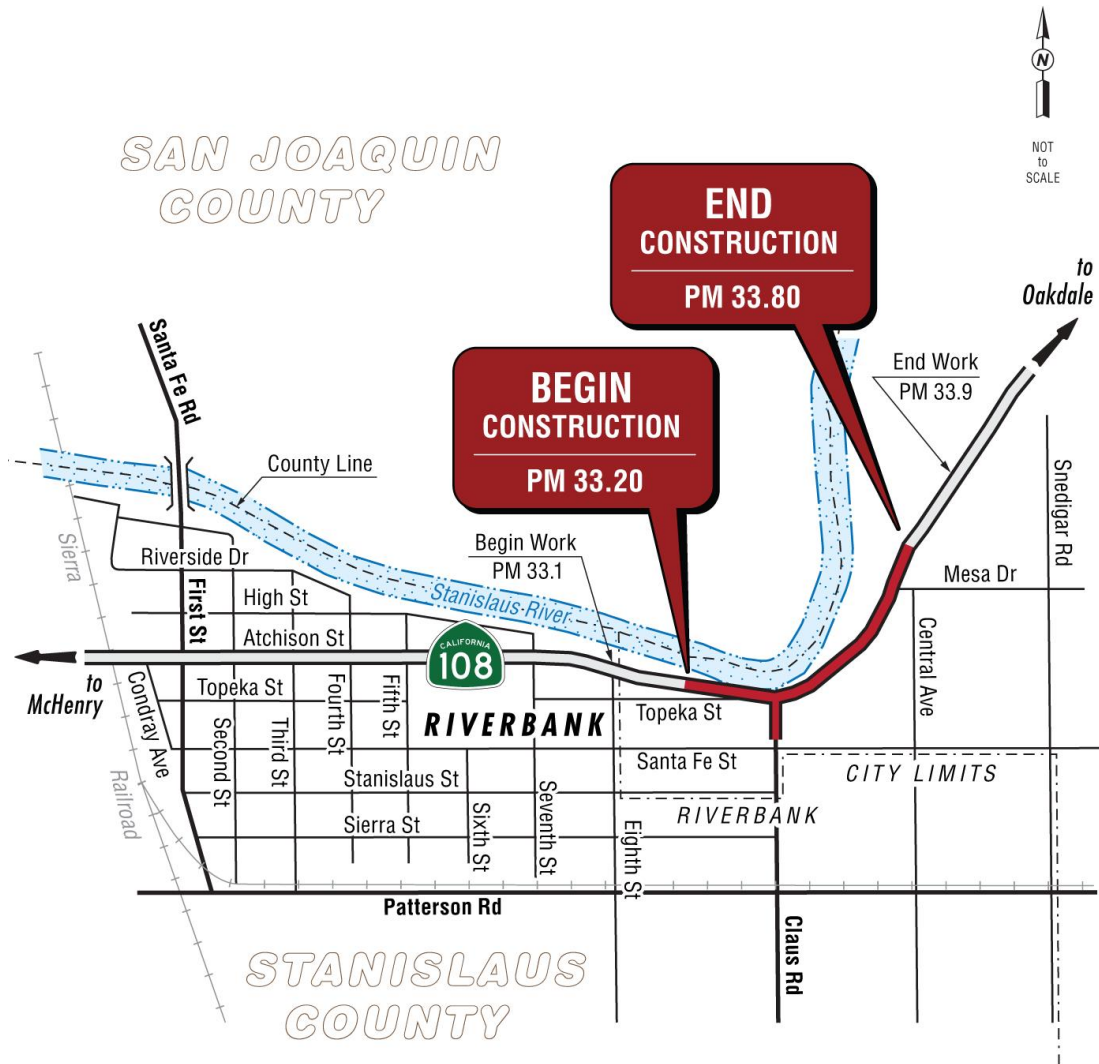 N
NOT
to
SCALE
SAN JOAQUIN
COUNTY
END
CONSTRUCTION
PM 33.80
to
Oakdale
Santa Fe Rd
BEGIN
CONSTRUCTION
PM 33.20
End Work
PM 33.9
County Line
Snedigar Rd
Sierra
Riverside Dr
Begin Work
PM 33.1
Mesa Dr
First St
High St
Stanislaus River
Atchison St
CALIFORNIA
108
Central Ave
to
McHenry
Condray Ave
Topeka St
Fourth St
Fifth St
RIVERBANK
Topeka St
Second St
Third St
Santa Fe St
CITY LIMITS
Stanislaus St
Railroad
Sixth St
Seventh St
RIVERBANK
Sierra St
Eighth St
Patterson Rd
Claus Rd
STANISLAUS
COUNTY